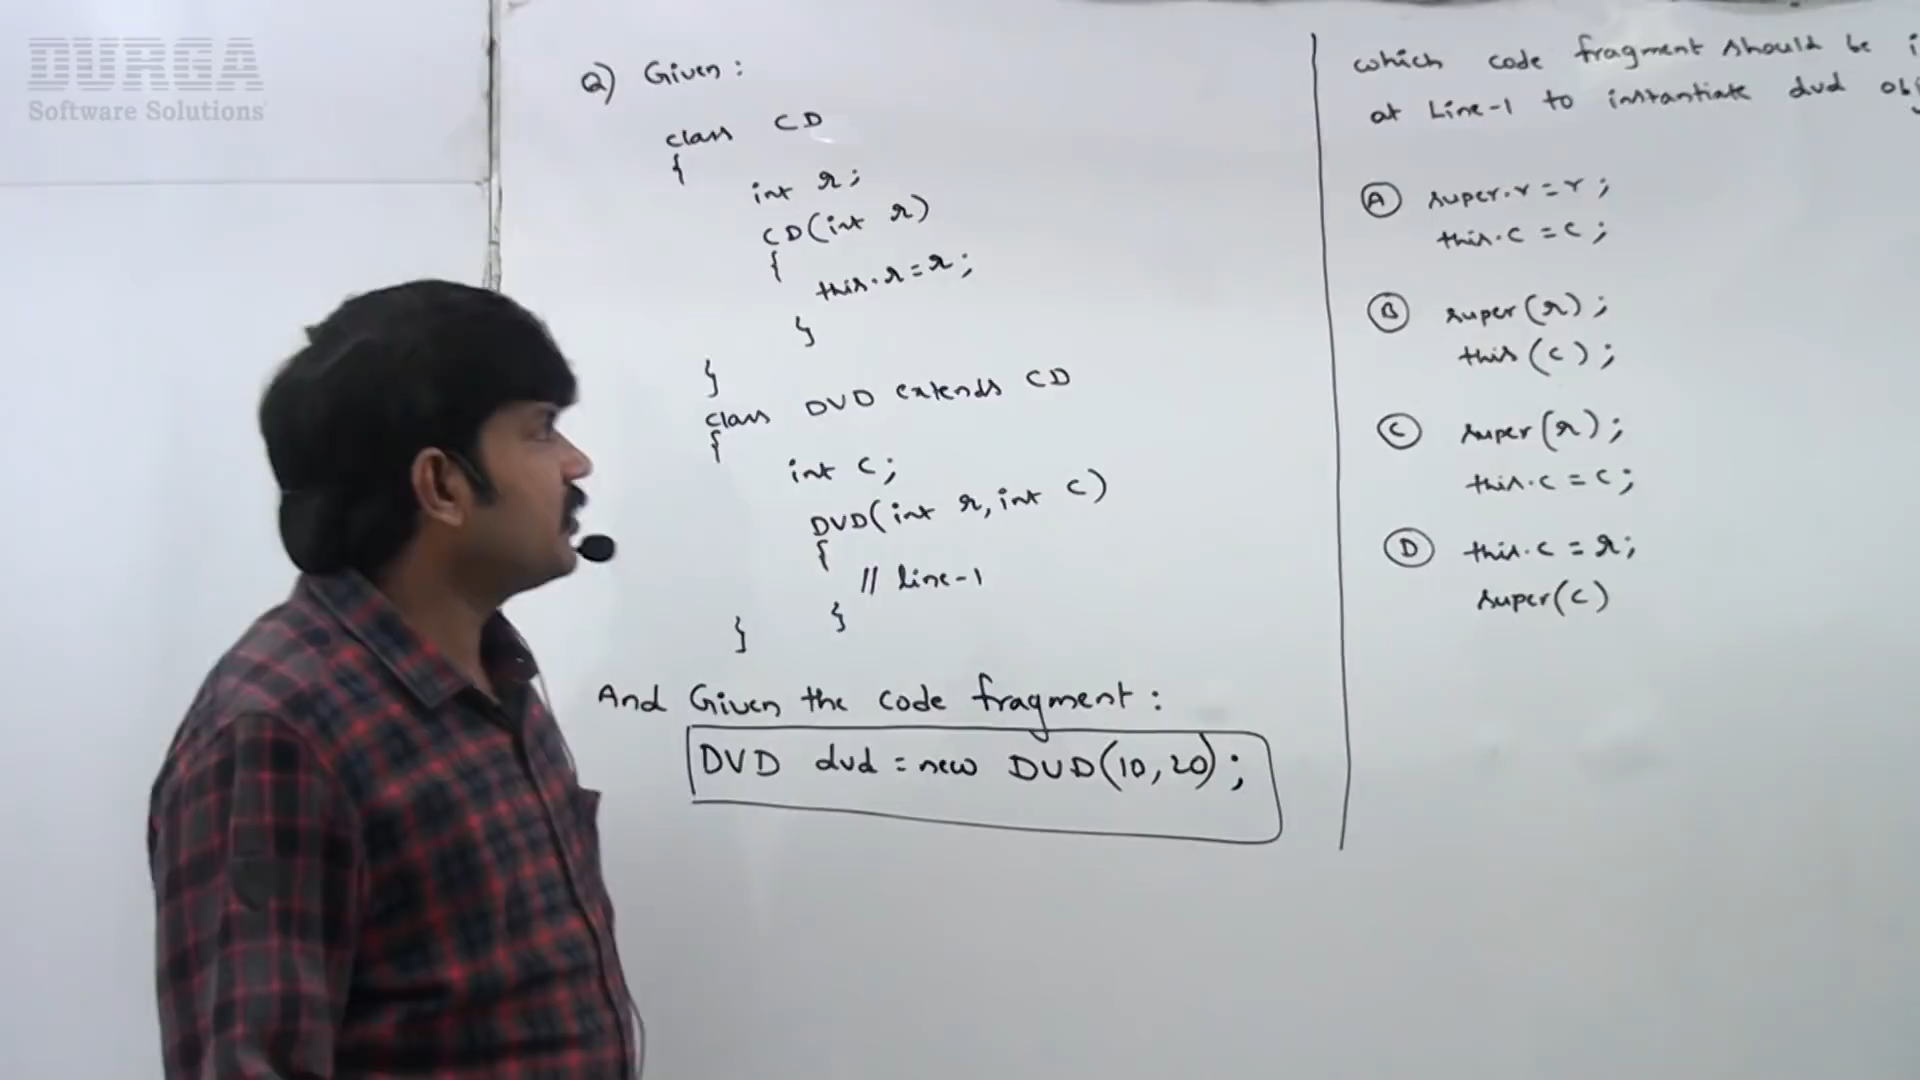 DURGA
Software Solutions
Q) Given :
class CD
{
int r;
CD(int r)
{
this.r=r;
}
}
class DVD extends CD
{
int c;
DVD(int r, int c)
{
// line-1
}
}
And Given the code fragment :
DVD dvd = new DVD(10,20);
which code fragment should be
at Line-1 to instantiate dvd
A super.r=r;
this.c=c;
B super(r);
this(c);
C super(r);
this.c=c;
D this.c=r;
super(c)